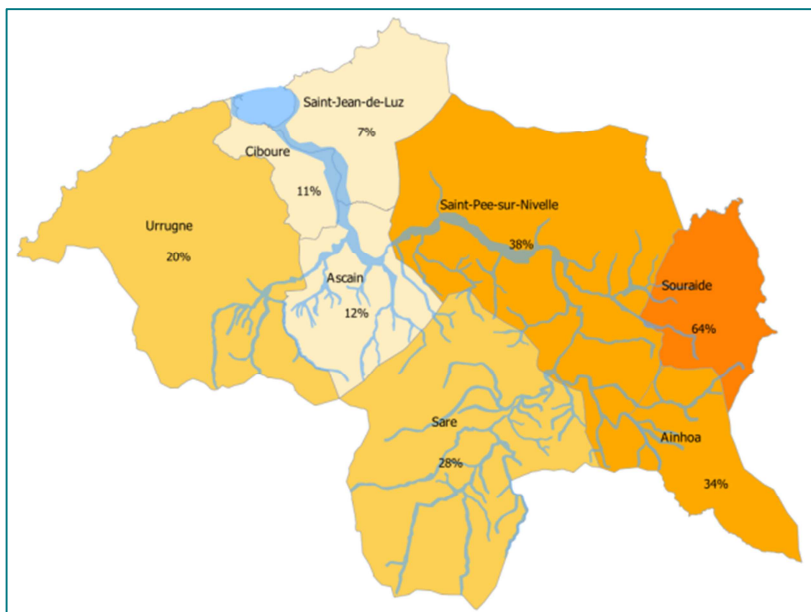 Saint-Jean-de-Luz
7%
Ciboure
11%
Urrugne
20%
Saint-Pee-sur-Nivelle
38%
Ascain
12%
Souraide
64%
Sare
28%
Ainhoa
34%